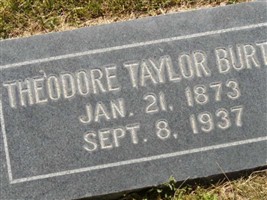 THEODORE TAYLOR BURT
JAN. 21, 1873
SEPT. 8, 1937